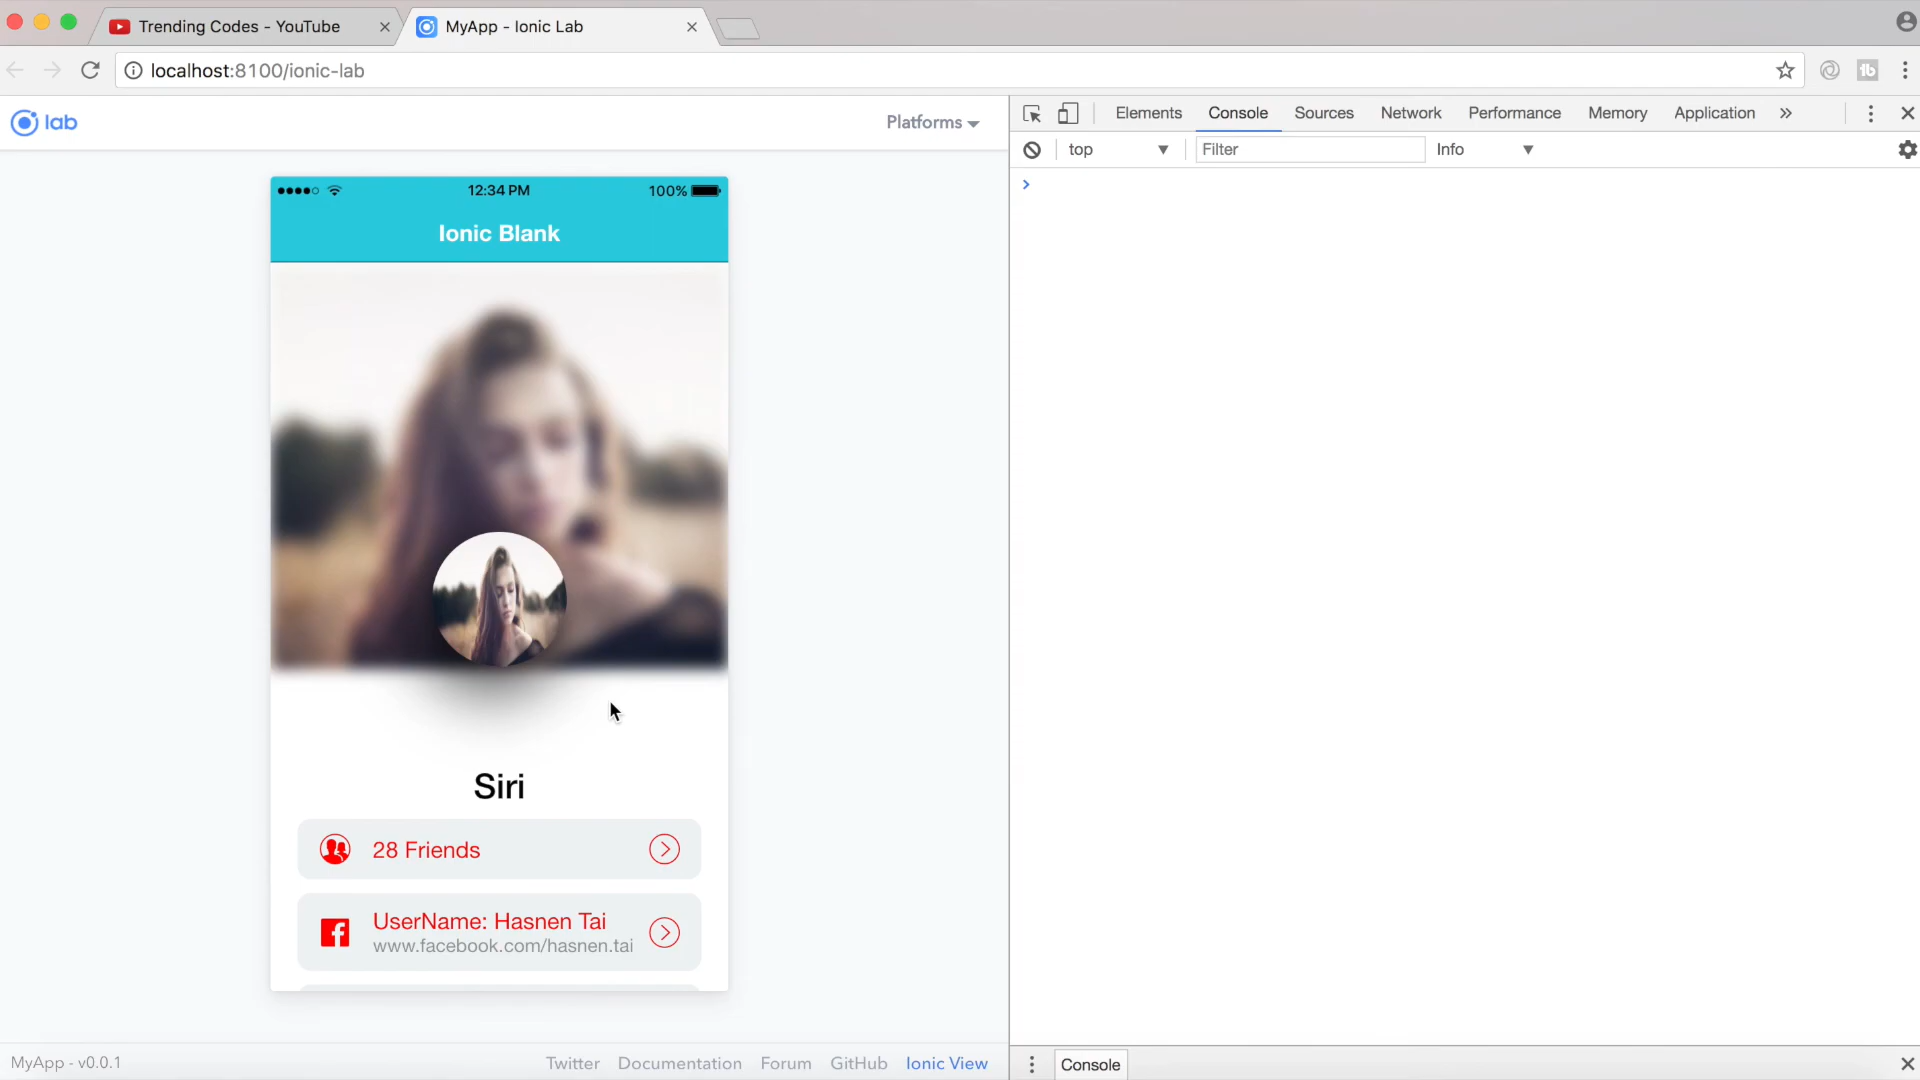 Trending Codes - YouTube
MyApp - Ionic Lab
localhost:8100/ionic-lab
lab
Platforms
Elements Console Sources Network Performance Memory Application
top
Filter
Info
12:34 PM
100%
Ionic Blank
Siri
28 Friends
UserName: Hasnen Tai
www.facebook.com/hasnen.tai
MyApp - v0.0.1
Twitter Documentation Forum GitHub Ionic View
Console